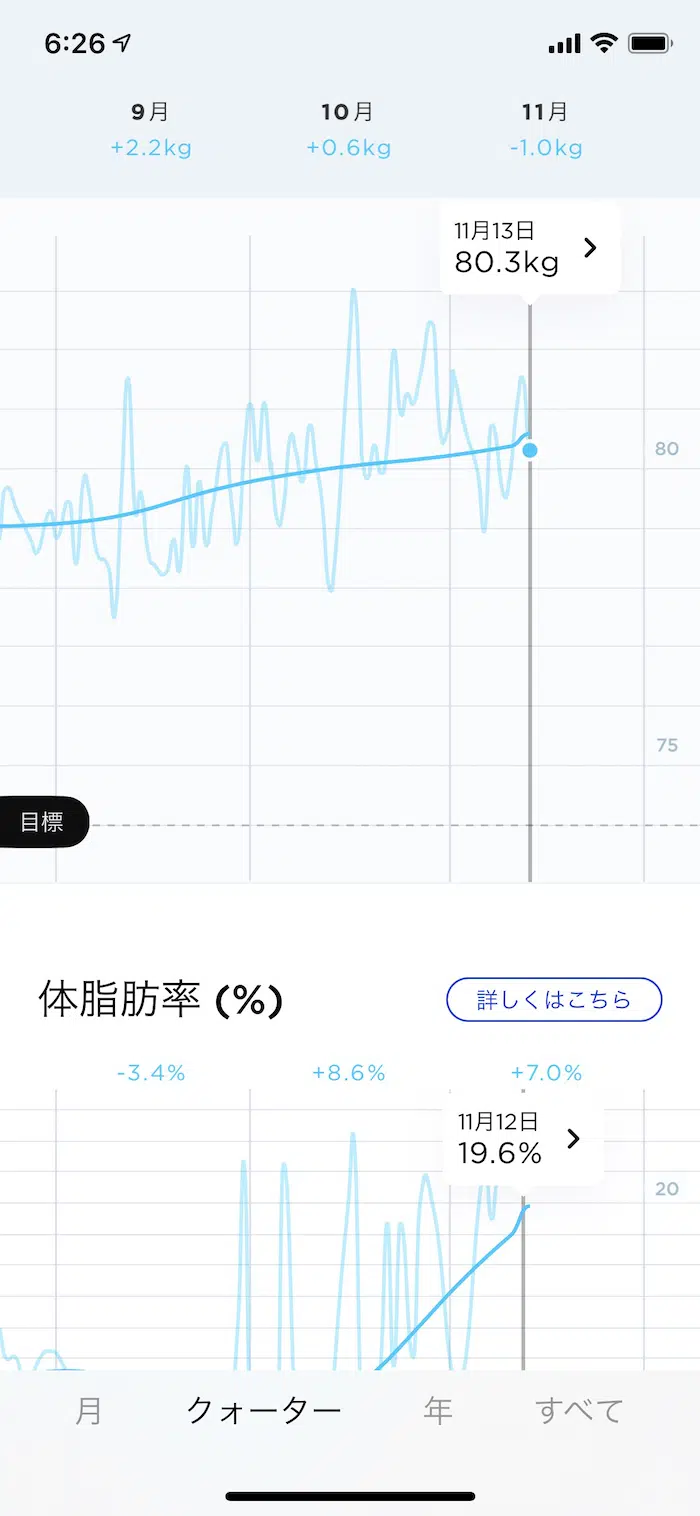 6:26
9月 10月 11月
+2.2kg +0.6kg -1.0kg
11月13日
80.3kg
80
75
目標
体脂肪率 (%) 詳しくはこちら
-3.4% +8.6% +7.0%
11月12日
19.6%
20
月 クォーター 年 すべて